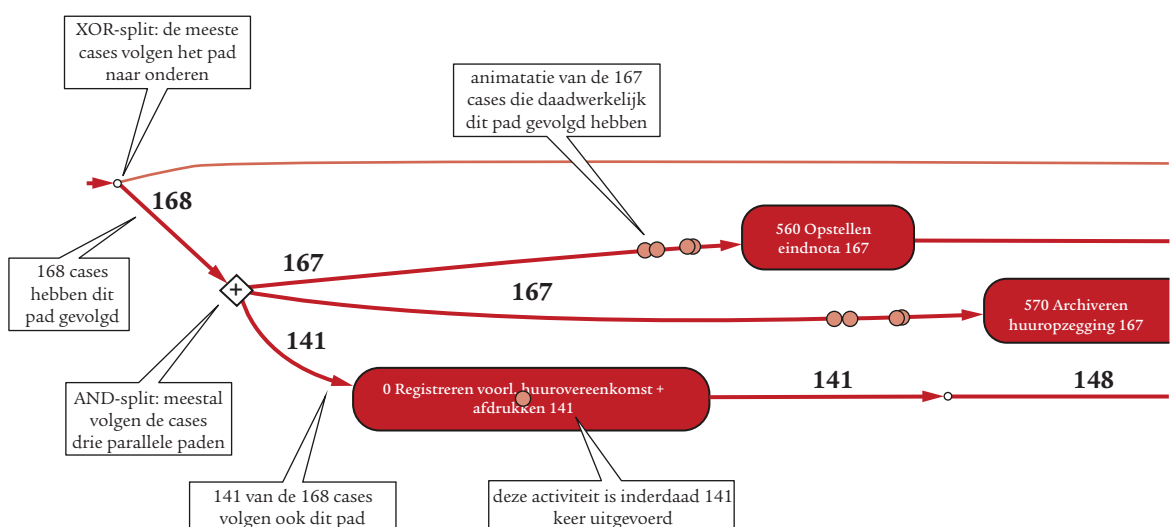 XOR-split: de meeste
cases volgen het pad
naar onderen
animatatie van de 167
cases die daadwerkelijk
dit pad gevolgd hebben
168
560 Opstellen
eindnota 167
168 cases
hebben dit
pad gevolgd
167
167
570 Archiveren
huuropzegging 167
141
0 Registreren voorl. huurovereenkomst +
afdrukken 141
141
148
AND-split: meestal
volgen de cases
drie parallele paden
141 van de 168 cases
volgen ook dit pad
deze activiteit is inderdaad 141
keer uitgevoerd